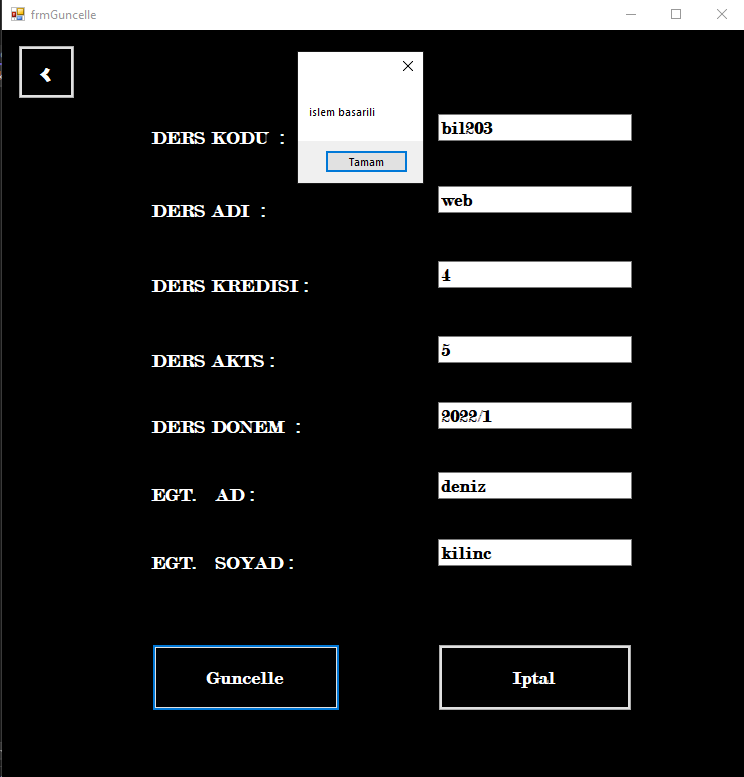 frmGuncelle
<
islem basarili
Tamam
DERS KODU :
bil203
DERS ADI :
web
DERS KREDISI :
4
DERS AKTS :
5
DERS DONEM :
2022/1
EGT. AD :
deniz
EGT. SOYAD :
kilinc
Guncelle
Iptal